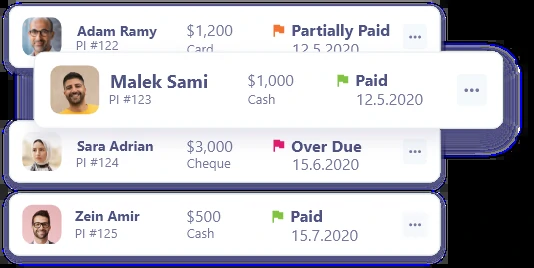 Adam Ramy $1,200 Partially Paid ...
PI #122 Card 12.5.2020
Malek Sami $1,000 Paid ...
PI #123 Cash 12.5.2020
Sara Adrian $3,000 Over Due ...
PI #124 Cheque 15.6.2020
Zein Amir $500 Paid ...
PI #125 Cash 15.7.2020